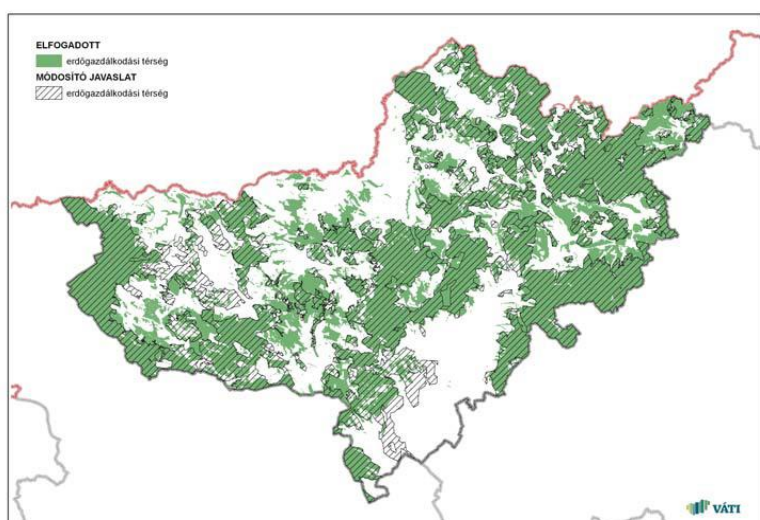 ELFOGADOTT
erdőgazdálkodási térség
MÓDOSÍTÓ JAVASLAT
erdőgazdálkodási térség
VÁTI